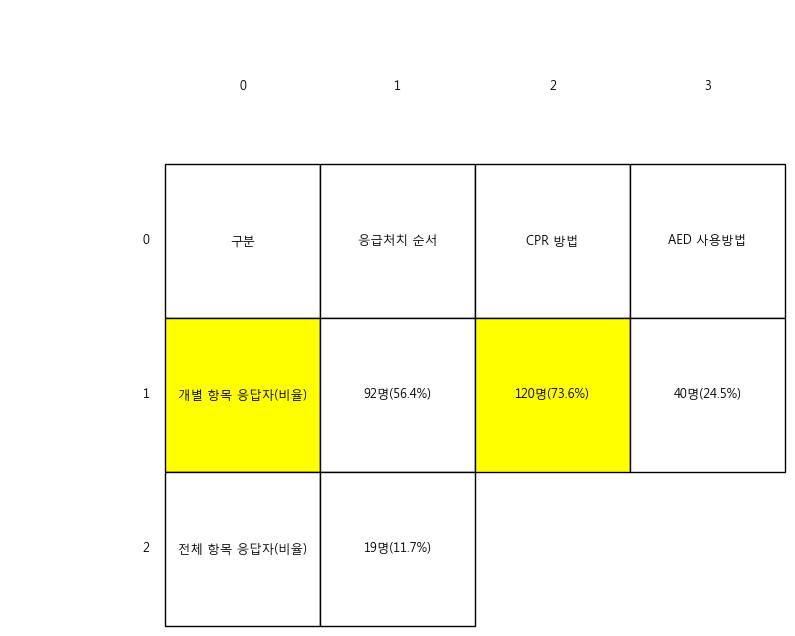 0 1 2 3
0 구분 응급처치 순서 CPR 방법 AED 사용방법
1 개별 항목 응답자(비율) 92명(56.4%) 120명(73.6%) 40명(24.5%)
2 전체 항목 응답자(비율) 19명(11.7%)